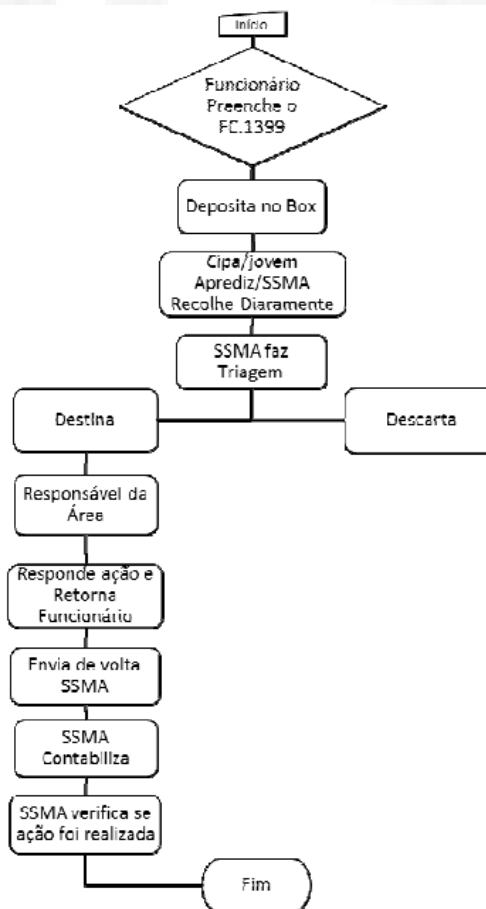 Início
Funcionário
Preenche o
FC.1399
Deposita no Box
Cipa/jovem
Aprediz/SSMA
Recolhe Diaramente
SSMA faz
Triagem
Destina
Descarta
Responsável da
Área
Responde ação e
Retorna
Funcionário
Envia de volta
SSMA
SSMA
Contabiliza
SSMA verifica se
ação foi realizada
Fim